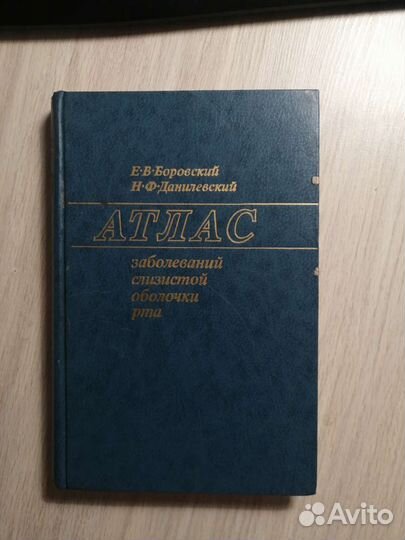 Е·В·Боровский
Н·Ф·Данилевский
АТЛАС
заболеваний
слизистой
оболочки
рта
Avito